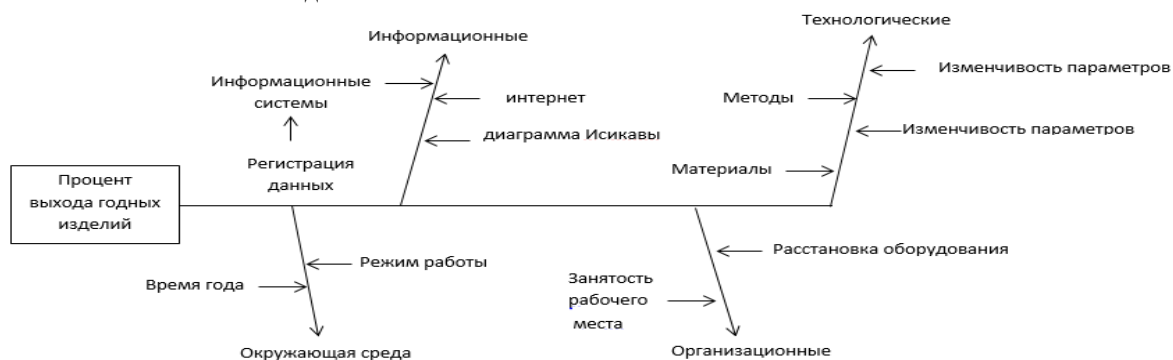 Технологические
Информационные
Изменчивость параметров
Информационные
системы
интернет
Методы
диаграмма Исикавы
Изменчивость параметров
Регистрация
данных
Материалы
Процент
выхода годных
изделий
Расстановка оборудования
Режим работы
Время года
Занятость
рабочего
места
Окружающая среда
Организационные